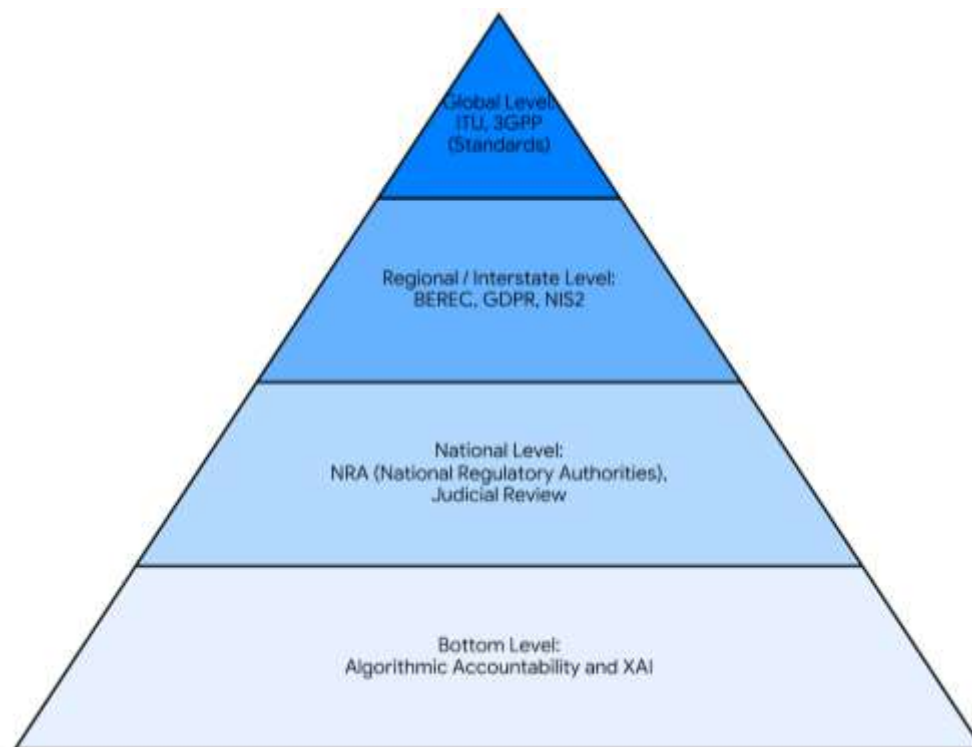 Global Level:
ITU, 3GPP
(Standards)
Regional / Interstate Level:
BEREC, GDPR, NIS2
National Level:
NRA (National Regulatory Authorities),
Judicial Review
Bottom Level:
Algorithmic Accountability and XAI